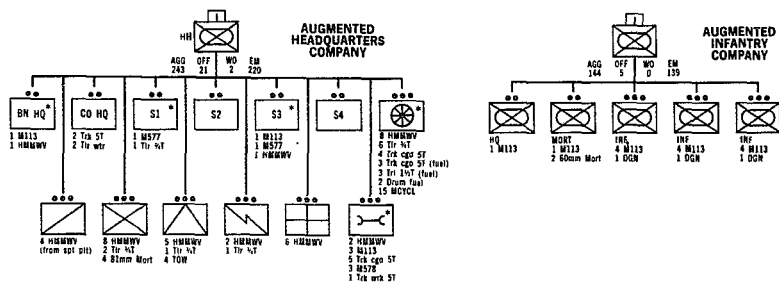 HH
AUGMENTED
HEADQUARTERS
COMPANY
AGG OFF WO EM
243 21 2 220
BN HQ *
1 M113
1 HMMWV
CO HQ
2 Trk 5T
2 Tlr wtr
S1 *
1 M577
1 Tlr ¾T
S2
S3 *
1 M113
1 M577
1 HMMWV
S4
*
8 HMMWV
6 Tlr ¾T
4 Trk cgo 5T
3 Trk cgo 5T (fuel)
3 Trl 1½T (fuel)
2 Drum fuel
15 MCYCL
4 HMMWV
(from spt plt)
8 HMMWV
2 Tlr ¾T
4 81mm Mort
5 HMMWV
1 Tlr ¾T
4 TOW
2 HMMWV
1 Tlr ¾T
6 HMMWV
*
2 HMMWV
3 M113
5 Trk cgo 5T
3 M578
1 Trk wrk 5T
AUGMENTED
INFANTRY
COMPANY
AGG OFF WO EM
144 5 0 139
HQ
1 M113
MORT
1 M113
2 60mm Mort
INF
4 M113
1 DGN
INF
4 M113
1 DGN
INF
4 M113
1 DGN